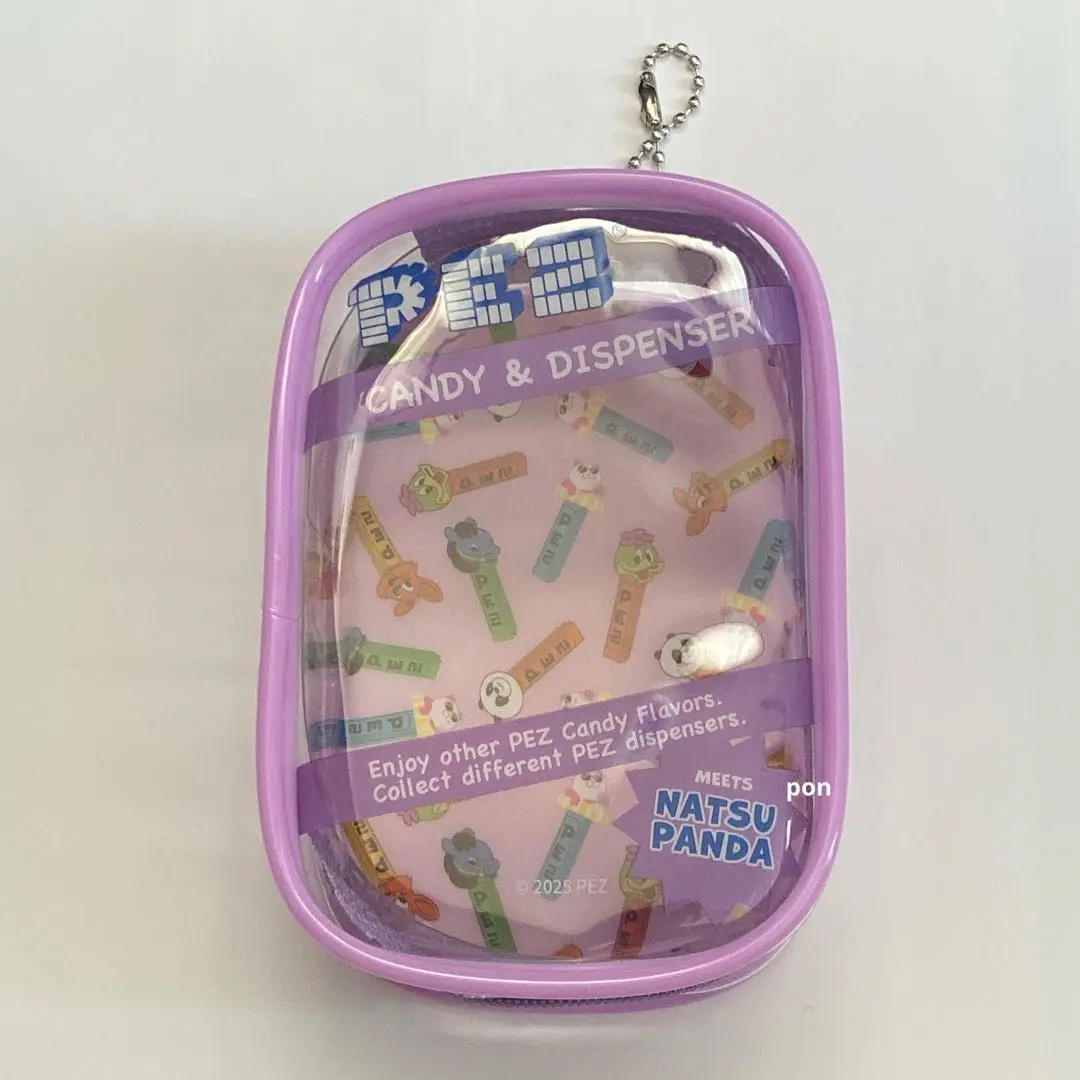 PEZ
CANDY & DISPENSER
Enjoy other PEZ Candy Flavors.
Collect different PEZ dispensers.
MEETS
NATSU
PANDA
pon
© 2025 PEZ